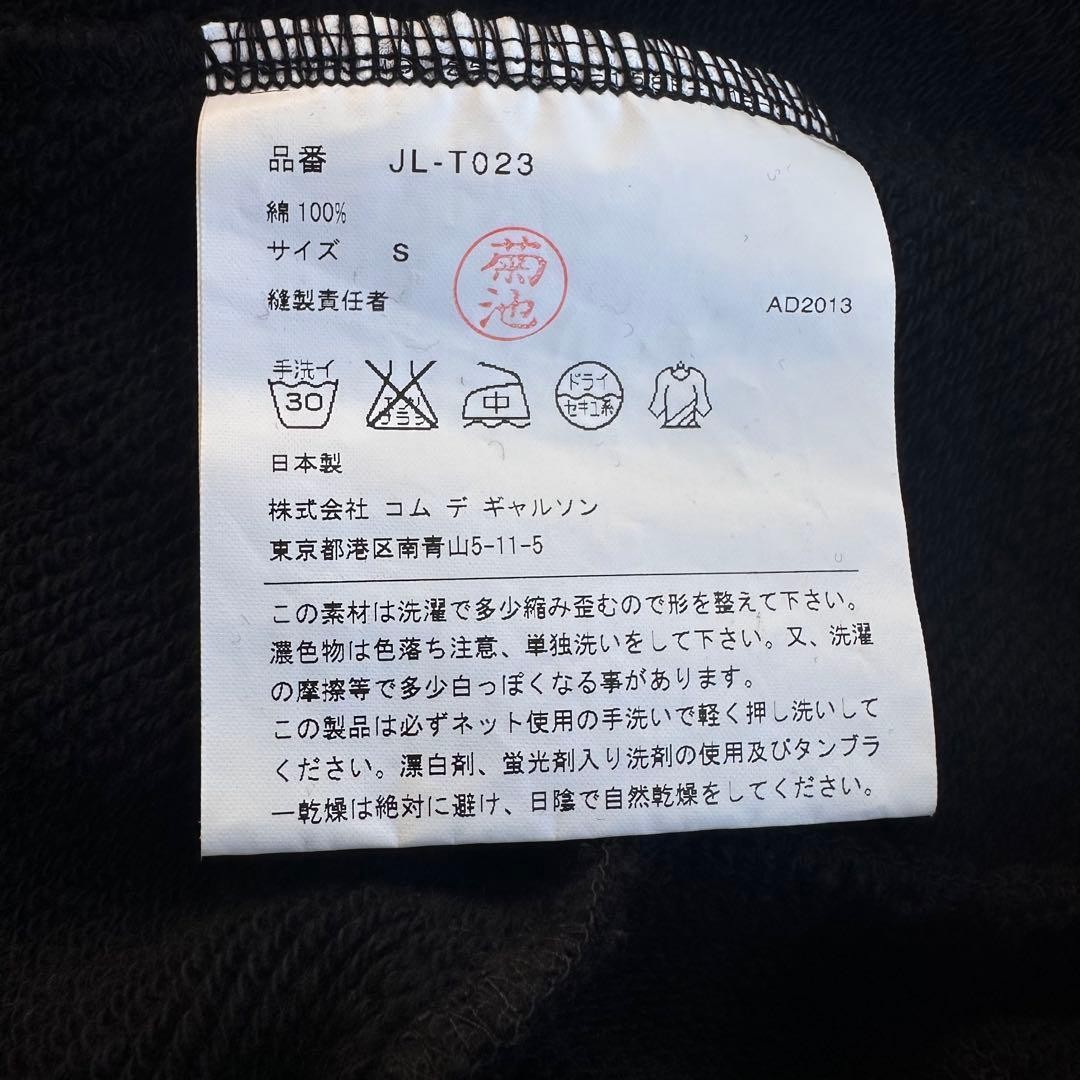 品番 JL-T023
綿100%
サイズ S
菊池
縫製責任者 AD2013
手洗イ
30
エンソ
サラシ
中
ドライ
セキユ系
日本製
株式会社 コム デ ギャルソン
東京都港区南青山5-11-5
この素材は洗濯で多少縮み歪むので形を整えて下さい。
濃色物は色落ち注意、単独洗いをして下さい。又、洗濯
の摩擦等で多少白っぽくなる事があります。
この製品は必ずネット使用の手洗いで軽く押し洗いして
ください。漂白剤、蛍光剤入り洗剤の使用及びタンブラ
ー乾燥は絶対に避け、日陰で自然乾燥をしてください。